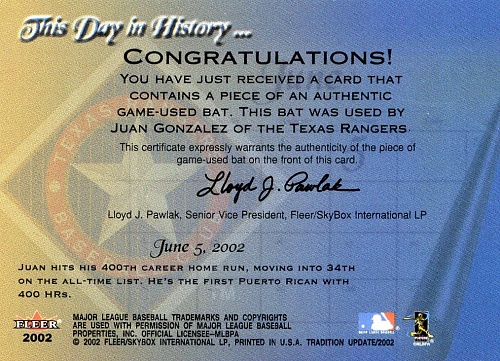 This Day in History ...
CONGRATULATIONS!
YOU HAVE JUST RECEIVED A CARD THAT
CONTAINS A PIECE OF AN AUTHENTIC
GAME-USED BAT. THIS BAT WAS USED BY
JUAN GONZALEZ OF THE TEXAS RANGERS
This certificate expressly warrants the authenticity of the piece of
game-used bat on the front of this card.
Lloyd J. Pawlak
Lloyd J. Pawlak, Senior Vice President, Fleer/SkyBox International LP
June 5, 2002
JUAN HITS HIS 400TH CAREER HOME RUN, MOVING INTO 34TH
ON THE ALL-TIME LIST. HE'S THE FIRST PUERTO RICAN WITH
400 HRS.
FLEER
2002
MAJOR LEAGUE BASEBALL TRADEMARKS AND COPYRIGHTS
ARE USED WITH PERMISSION OF MAJOR LEAGUE BASEBALL
PROPERTIES, INC. OFFICIAL LICENSEE-MLBPA
© 2002 FLEER/SKYBOX INTERNATIONAL LP, PRINTED IN U.S.A. TRADITION UPDATE/2002